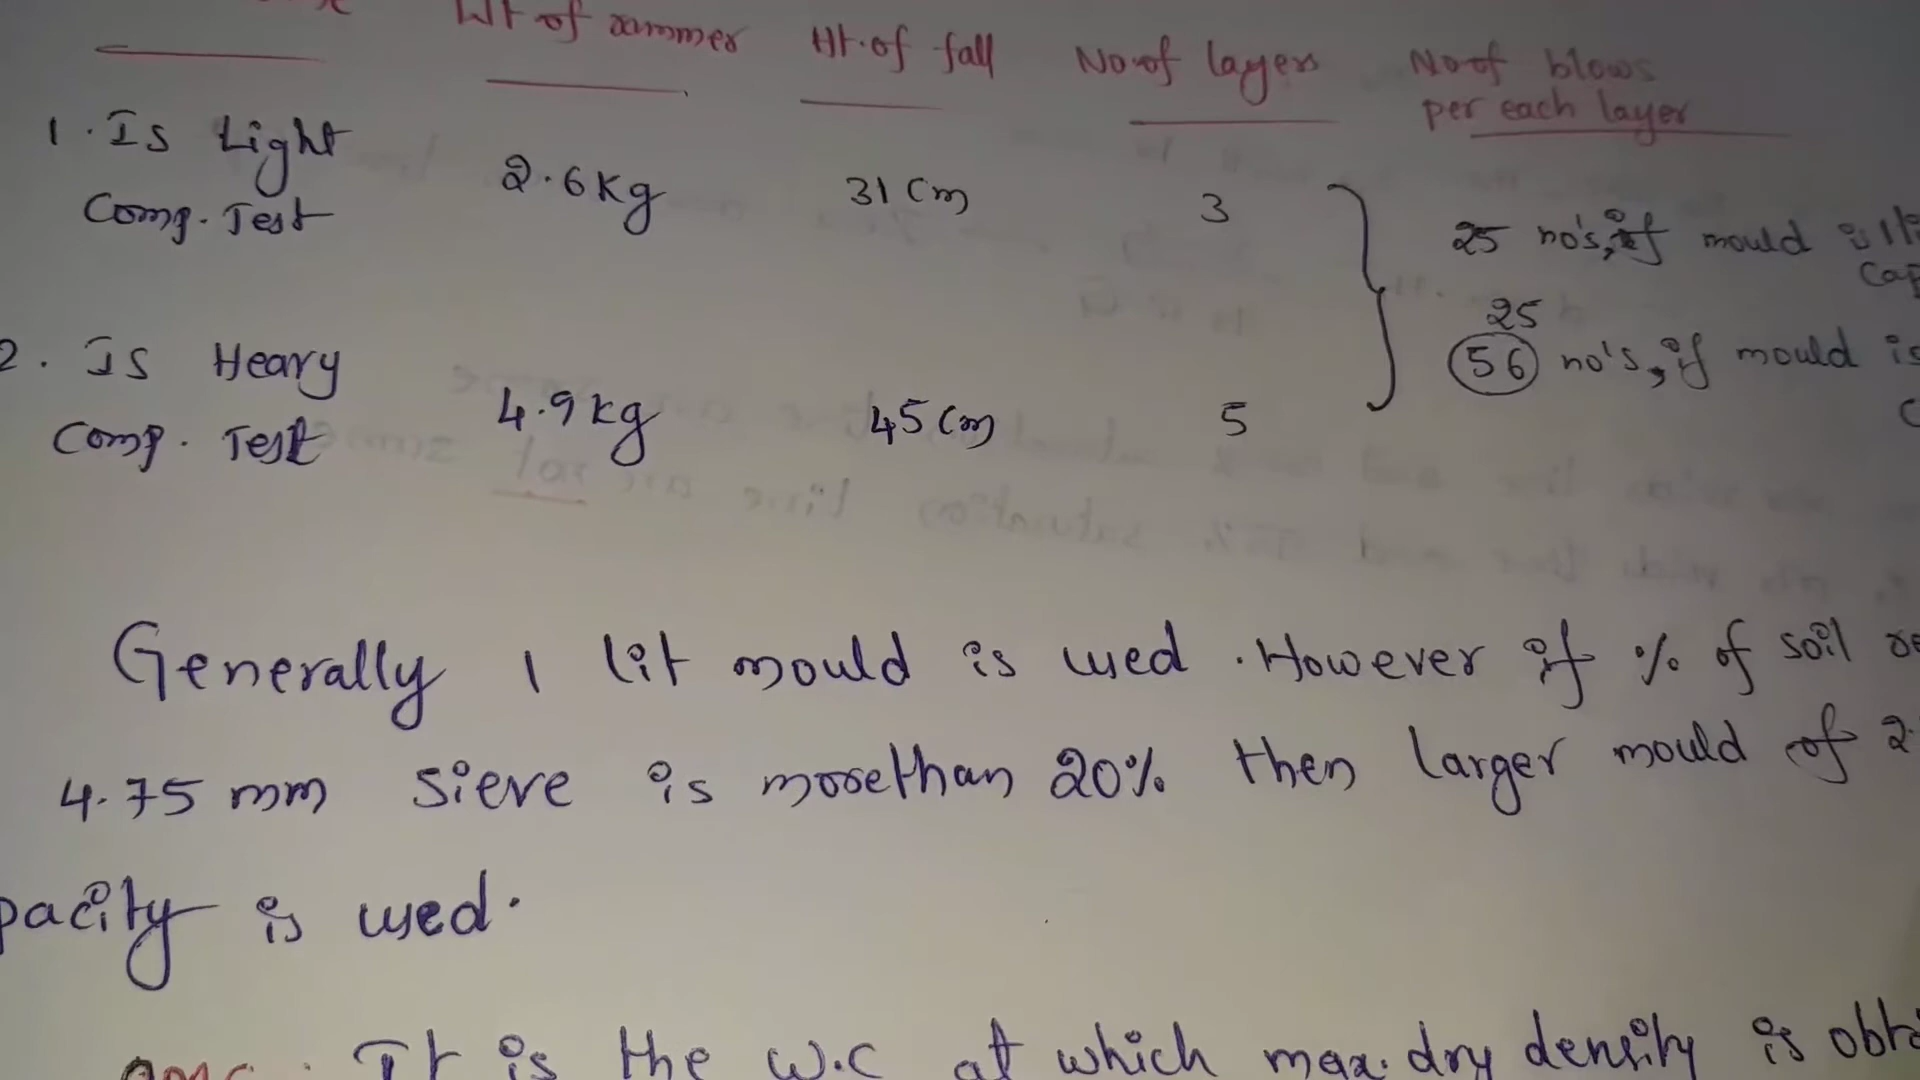 Wt of rammer Ht. of fall No of layers No of blows
per each layer
1. Is Light
Comp. Test 2.6 Kg 31 Cm 3
25 no's, if mould is 1
25
2. Is Heavy
Comp. Test 4.9 kg 45 Cm 5
56 no's, if mould is
Generally 1 lit mould is used. However if % of soil
4.75 mm sieve is morethan 20% then larger mould of 2.
pacity is used.
OMC: It is the w.c at which max. dry density is